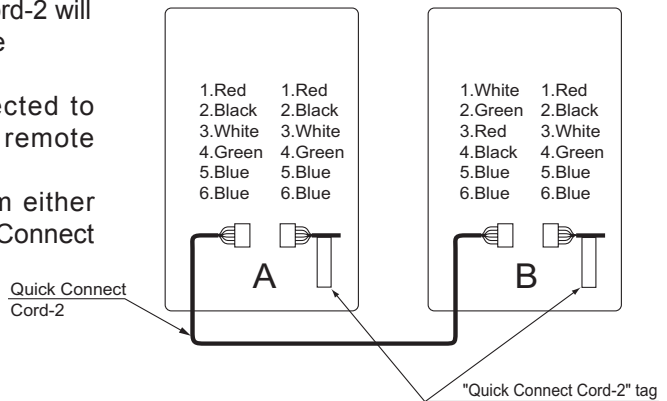 ord-2 will
e
ected to
remote
m either
Connect
1.Red 1.Red
2.Black 2.Black
3.White 3.White
4.Green 4.Green
5.Blue 5.Blue
6.Blue 6.Blue
A
1.White 1.Red
2.Green 2.Black
3.Red 3.White
4.Black 4.Green
5.Blue 5.Blue
6.Blue 6.Blue
B
Quick Connect
Cord-2
"Quick Connect Cord-2" tag